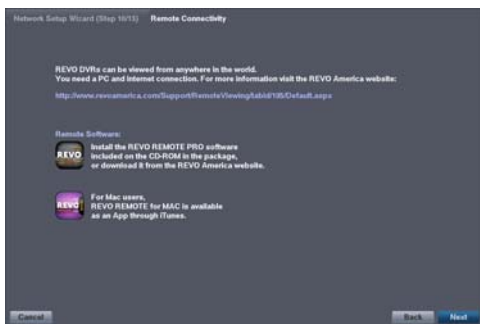 Network Setup Wizard (Step 10/13) Remote Connectivity
REVO DVRs can be viewed from anywhere in the world.
You need a PC and Internet connection. For more information visit the REVO America website:
http://www.revoamerica.com/Support/RemoteViewing/tabid/105/Default.aspx
Remote Software:
REVO
Install the REVO REMOTE PRO software
included on the CD-ROM in the package,
or download it from the REVO America website.
REVO
For Mac users,
REVO REMOTE for MAC is available
as an App through iTunes.
Cancel Back Next